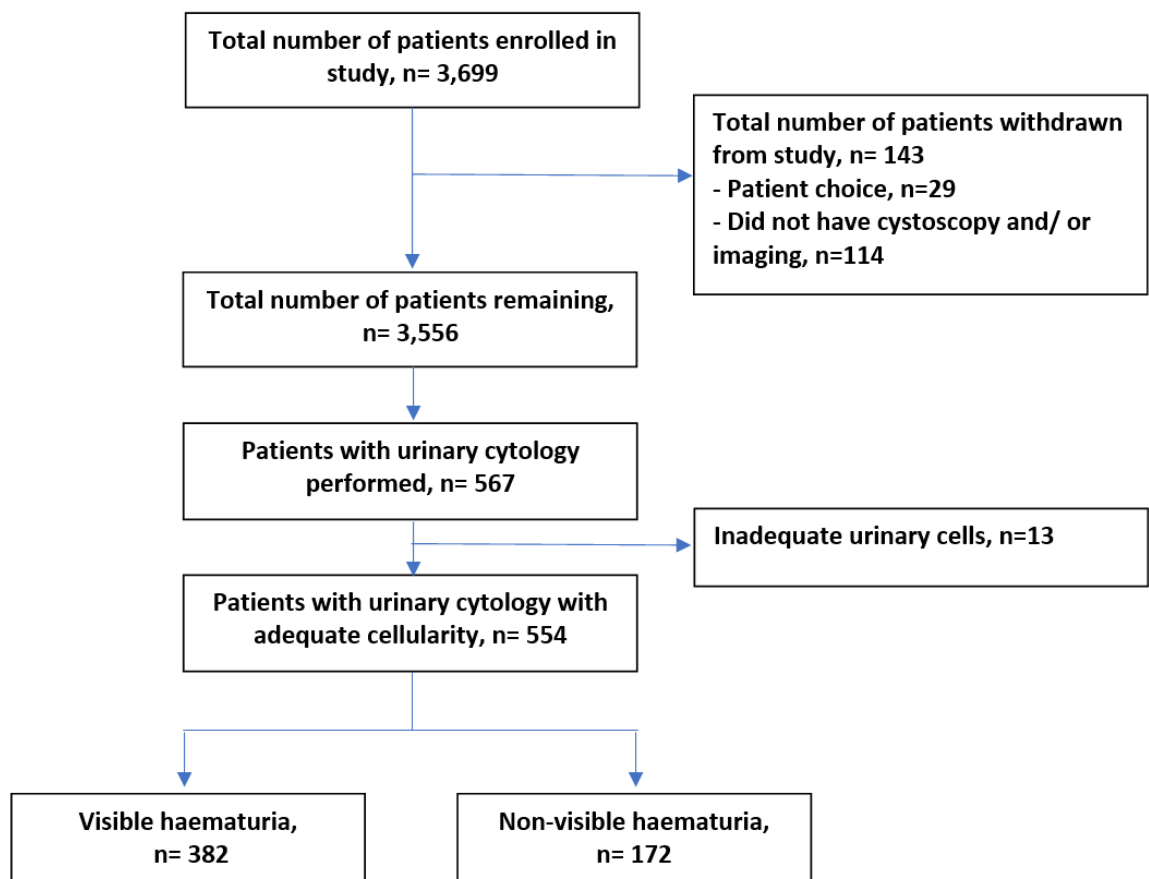 Total number of patients enrolled in
study, n= 3,699
Total number of patients withdrawn
from study, n= 143
- Patient choice, n=29
- Did not have cystoscopy and/ or
imaging, n=114
Total number of patients remaining,
n= 3,556
Patients with urinary cytology
performed, n= 567
Inadequate urinary cells, n=13
Patients with urinary cytology with
adequate cellularity, n= 554
Visible haematuria,
n= 382
Non-visible haematuria,
n= 172